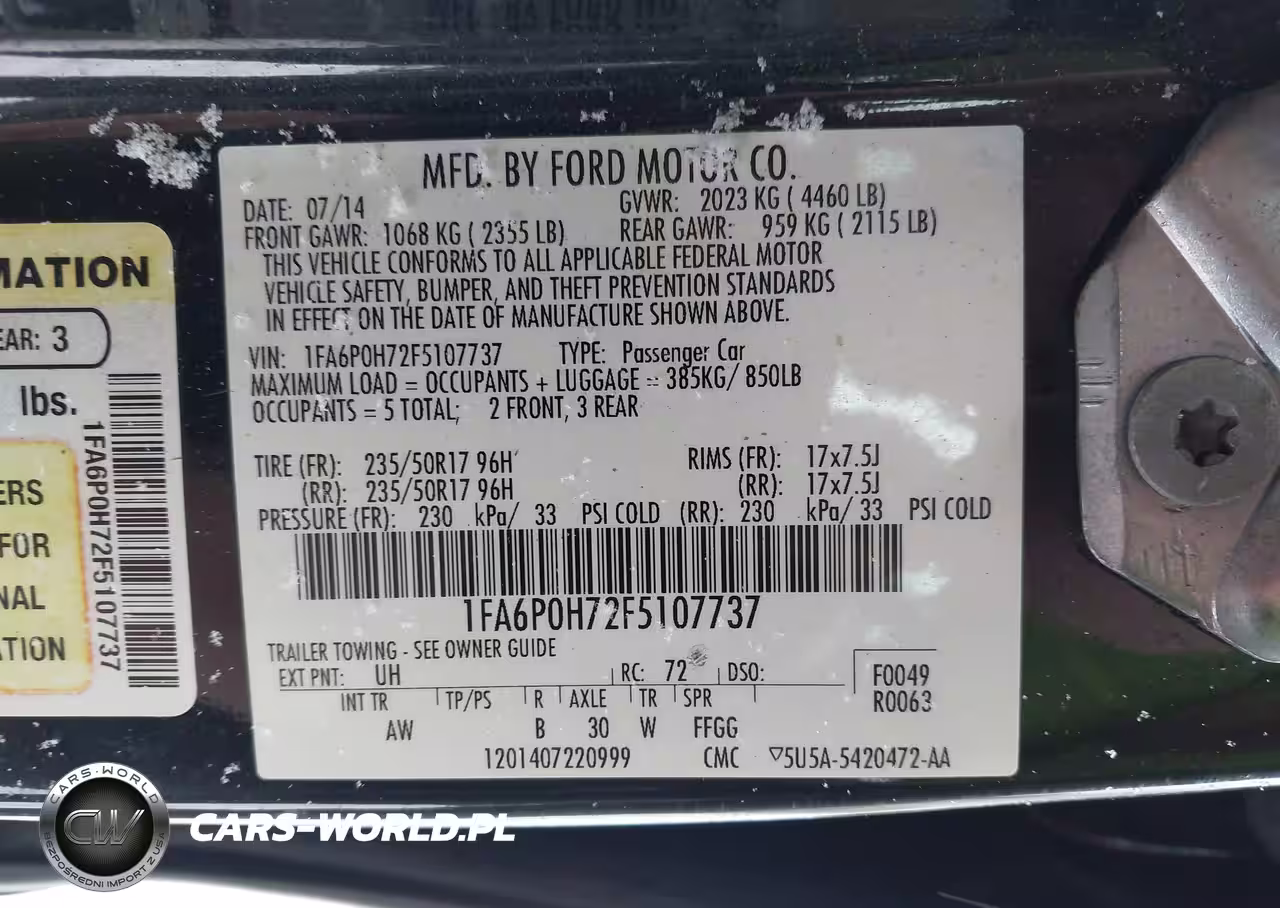 MFD. BY FORD MOTOR CO.
DATE: 07/14 GVWR: 2023 KG ( 4460 LB)
FRONT GAWR: 1068 KG ( 2355 LB) REAR GAWR: 959 KG ( 2115 LB)
THIS VEHICLE CONFORMS TO ALL APPLICABLE FEDERAL MOTOR
VEHICLE SAFETY, BUMPER, AND THEFT PREVENTION STANDARDS
IN EFFECT ON THE DATE OF MANUFACTURE SHOWN ABOVE.
VIN: 1FA6P0H72F5107737 TYPE: Passenger Car
MAXIMUM LOAD = OCCUPANTS + LUGGAGE = 385KG/ 850LB
OCCUPANTS = 5 TOTAL; 2 FRONT, 3 REAR
TIRE (FR): 235/50R17 96H RIMS (FR): 17x7.5J
(RR): 235/50R17 96H (RR): 17x7.5J
PRESSURE (FR): 230 kPa/ 33 PSI COLD (RR): 230 kPa/ 33 PSI COLD
1FA6P0H72F5107737
TRAILER TOWING - SEE OWNER GUIDE
EXT PNT: UH RC: 72 DSO: F0049
R0063
INT TR TP/PS R AXLE TR SPR
AW B 30 W FFGG
1201407220999 CMC ▽5U5A-5420472-AA
MATION
EAR: 3
lbs.
1FA6P0H72F5107737
ERS
FOR
NAL
ATION
CARS-WORLD
CW
BEZPOŚREDNI IMPORT Z USA
CARS-WORLD.PL